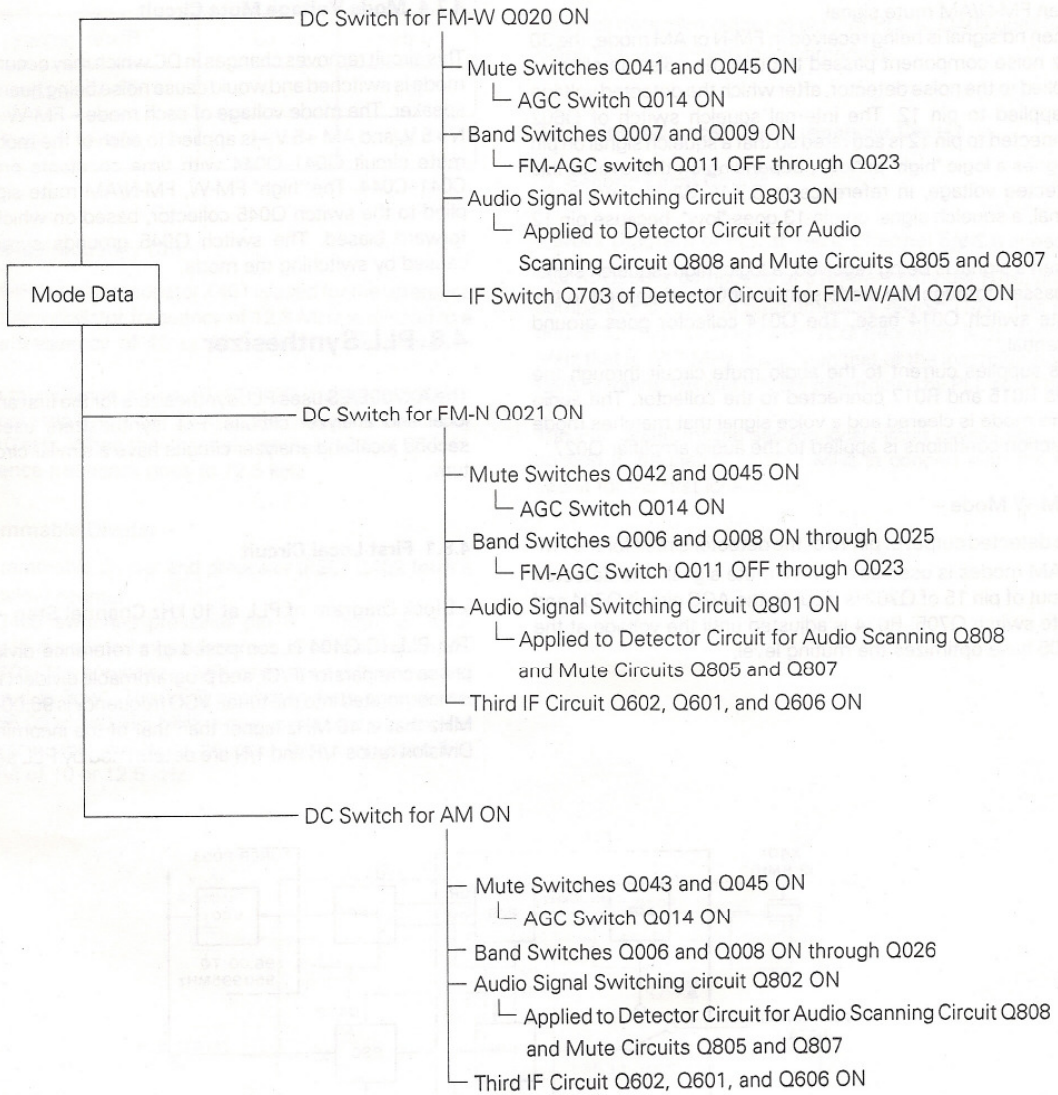 DC Switch for FM-W Q020 ON
Mute Switches Q041 and Q045 ON
AGC Switch Q014 ON
Band Switches Q007 and Q009 ON
FM-AGC switch Q011 OFF through Q023
Audio Signal Switching Circuit Q803 ON
Applied to Detector Circuit for Audio
Scanning Circuit Q808 and Mute Circuits Q805 and Q807
IF Switch Q703 of Detector Circuit for FM-W/AM Q702 ON
Mode Data
DC Switch for FM-N Q021 ON
Mute Switches Q042 and Q045 ON
AGC Switch Q014 ON
Band Switches Q006 and Q008 ON through Q025
FM-AGC Switch Q011 OFF through Q023
Audio Signal Switching Circuit Q801 ON
Applied to Detector Circuit for Audio Scanning Q808
and Mute Circuits Q805 and Q807
Third IF Circuit Q602, Q601, and Q606 ON
DC Switch for AM ON
Mute Switches Q043 and Q045 ON
AGC Switch Q014 ON
Band Switches Q006 and Q008 ON through Q026
Audio Signal Switching circuit Q802 ON
Applied to Detector Circuit for Audio Scanning Circuit Q808
and Mute Circuits Q805 and Q807
Third IF Circuit Q602, Q601, and Q606 ON